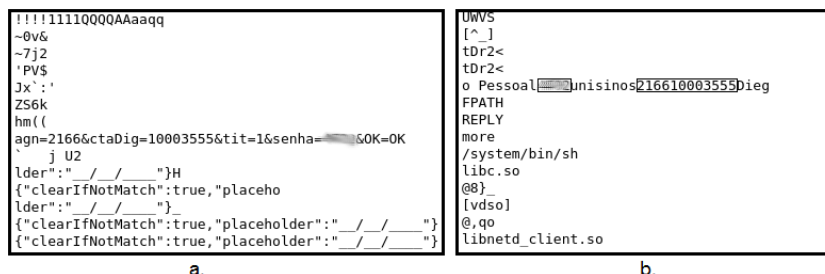 !!!!1111QQQQAAaaqq
~0v&
~7j2
'PV$
Jx`:'
ZS6k
hm((
agn=2166&ctaDig=10003555&tit=1&senha= &OK=OK
` j U2
lder":"__/__/____"}H
{"clearIfNotMatch":true,"placeho
lder":"__/__/____"}_
{"clearIfNotMatch":true,"placeholder":"__/__/____"}
{"clearIfNotMatch":true,"placeholder":"__/__/____"}
a.
UWVS
[^_]
tDr2<
tDr2<
o Pessoal unisinos216610003555Dieg
FPATH
REPLY
more
/system/bin/sh
libc.so
@8}_
[vdso]
@,qo
libnetd_client.so
b.